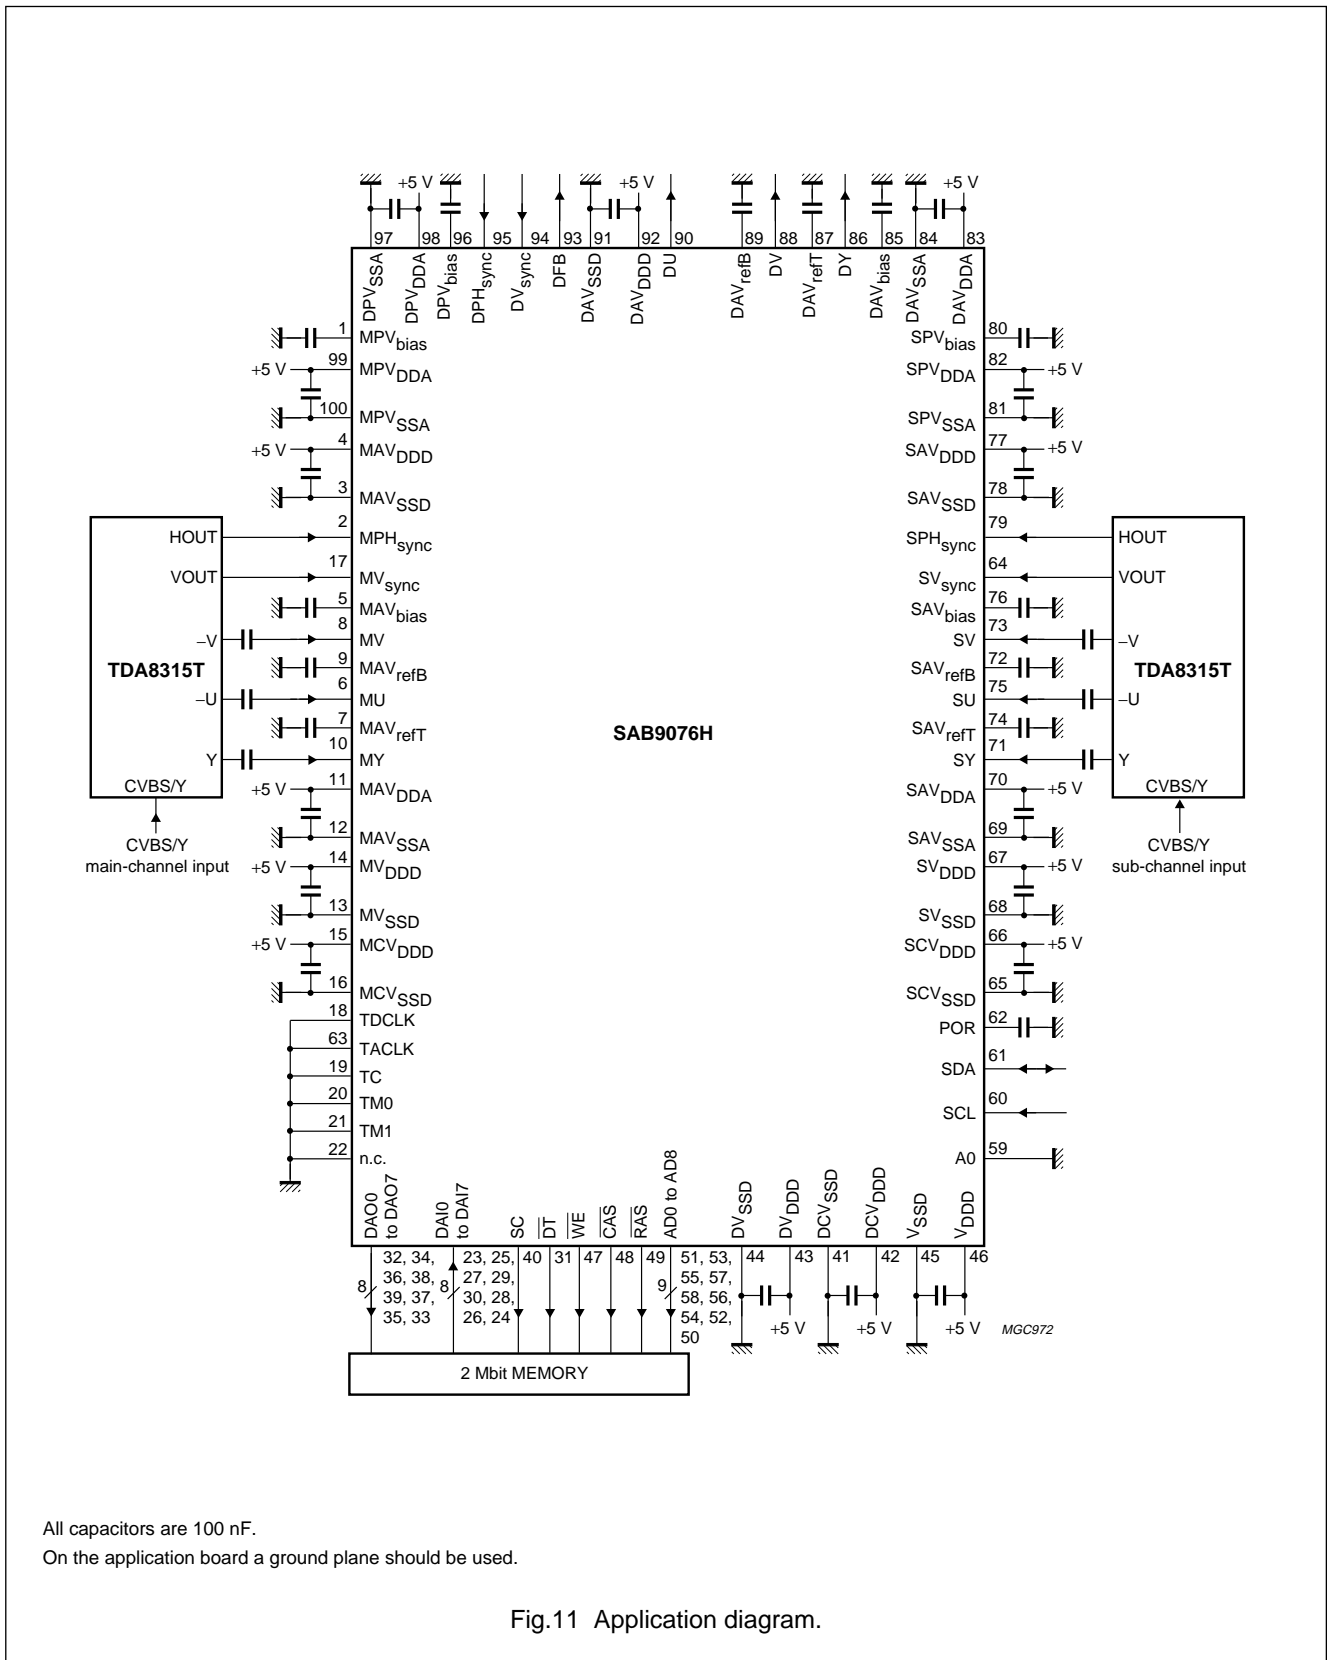 +5 V
+5 V
+5 V
97 98 96 95 94 93 91 92 90 89 88 87 86 85 84 83
DPVSSA
DPVDDA
DPVbias
DPHsync
DVsync
DFB
DAVSSD
DAVDDD
DU
DAVrefB
DV
DAVrefT
DY
DAVbias
DAVSSA
DAVDDA
1 MPVbias
+5 V 99 MPVDDA
100 MPVSSA
+5 V 4 MAVDDD
3 MAVSSD
HOUT 2 MPHsync
VOUT 17 MVsync
5 MAVbias
–V 8 MV
TDA8315T
9 MAVrefB
–U 6 MU
7 MAVrefT
Y 10 MY
CVBS/Y
CVBS/Y
main-channel input
+5 V 11 MAVDDA
12 MAVSSA
+5 V 14 MVDDD
13 MVSSD
+5 V 15 MCVDDD
16 MCVSSD
18 TDCLK
63 TACLK
19 TC
20 TM0
21 TM1
22 n.c.
SAB9076H
SPVbias 80
SPVDDA 82 +5 V
SPVSSA 81
SAVDDD 77 +5 V
SAVSSD 78
SPHsync 79 HOUT
SVsync 64 VOUT
SAVbias 76
SV 73 –V
SAVrefB 72
TDA8315T
SU 75 –U
SAVrefT 74
SY 71 Y
CVBS/Y
CVBS/Y
sub-channel input
SAVDDA 70 +5 V
SAVSSA 69
SVDDD 67 +5 V
SVSSD 68
SCVDDD 66 +5 V
SCVSSD 65
POR 62
SDA 61
SCL 60
A0 59
DAO0
to DAO7
DAI0
to DAI7
SC
DT
WE
CAS
RAS
AD0 to AD8
DVSSD
DVDDD
DCVSSD
DCVDDD
VSSD
VDDD
8
32, 34,
36, 38,
39, 37,
35, 33
8
23, 25,
27, 29,
30, 28,
26, 24
40 31 47 48 49
9
51, 53,
55, 57,
58, 56,
54, 52,
50
44 43 41 42 45 46
+5 V +5 V +5 V
MGC972
2 Mbit MEMORY
All capacitors are 100 nF.
On the application board a ground plane should be used.
Fig.11 Application diagram.